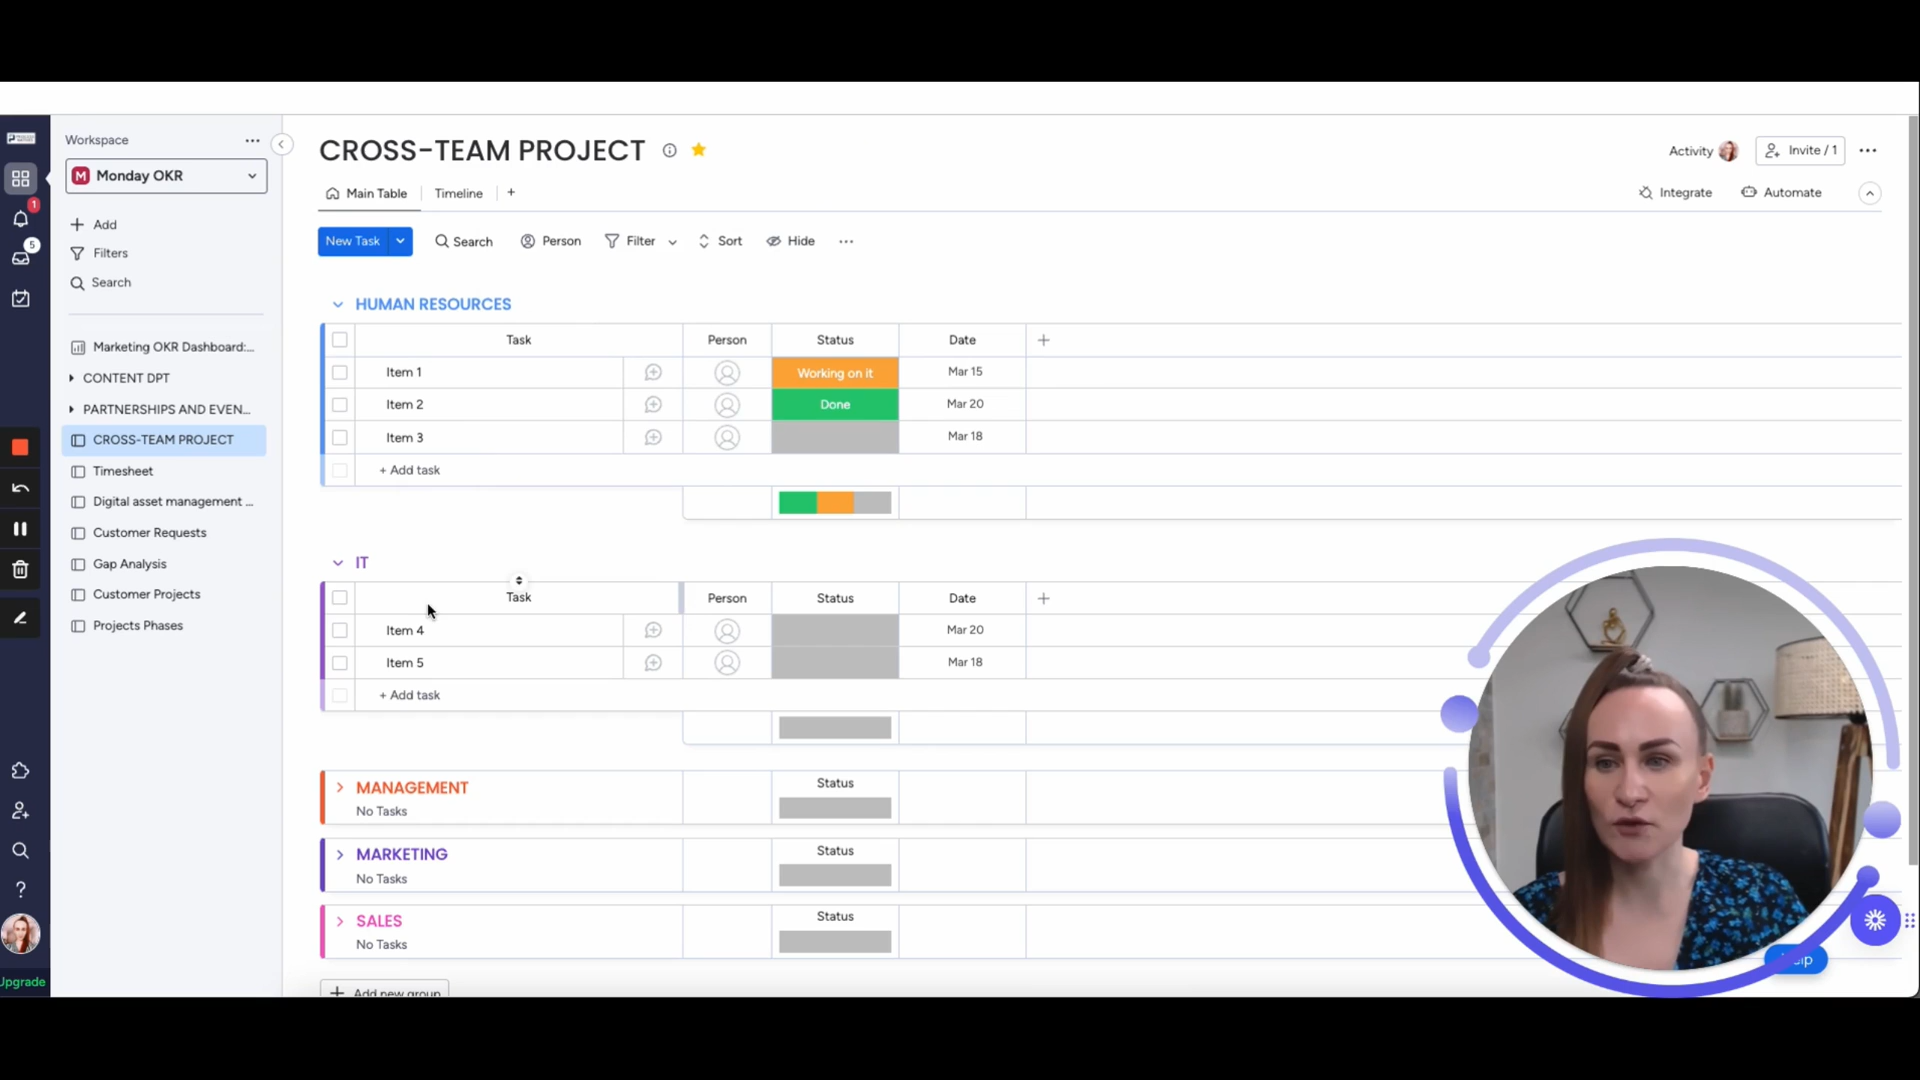 Workspace
M Monday OKR
Add
Filters
Search
Marketing OKR Dashboard:...
CONTENT DPT
PARTNERSHIPS AND EVEN...
CROSS-TEAM PROJECT
Timesheet
Digital asset management ...
Customer Requests
Gap Analysis
Customer Projects
Projects Phases
1
5
Upgrade
CROSS-TEAM PROJECT
Activity
Invite / 1
Main Table
Timeline
+
Integrate
Automate
New Task
Search
Person
Filter
Sort
Hide
HUMAN RESOURCES
Task Person Status Date +
Item 1 Working on it Mar 15
Item 2 Done Mar 20
Item 3 Mar 18
+ Add task
IT
Task Person Status Date +
Item 4 Mar 20
Item 5 Mar 18
+ Add task
MANAGEMENT Status
No Tasks
MARKETING Status
No Tasks
SALES Status
No Tasks
+ Add new group